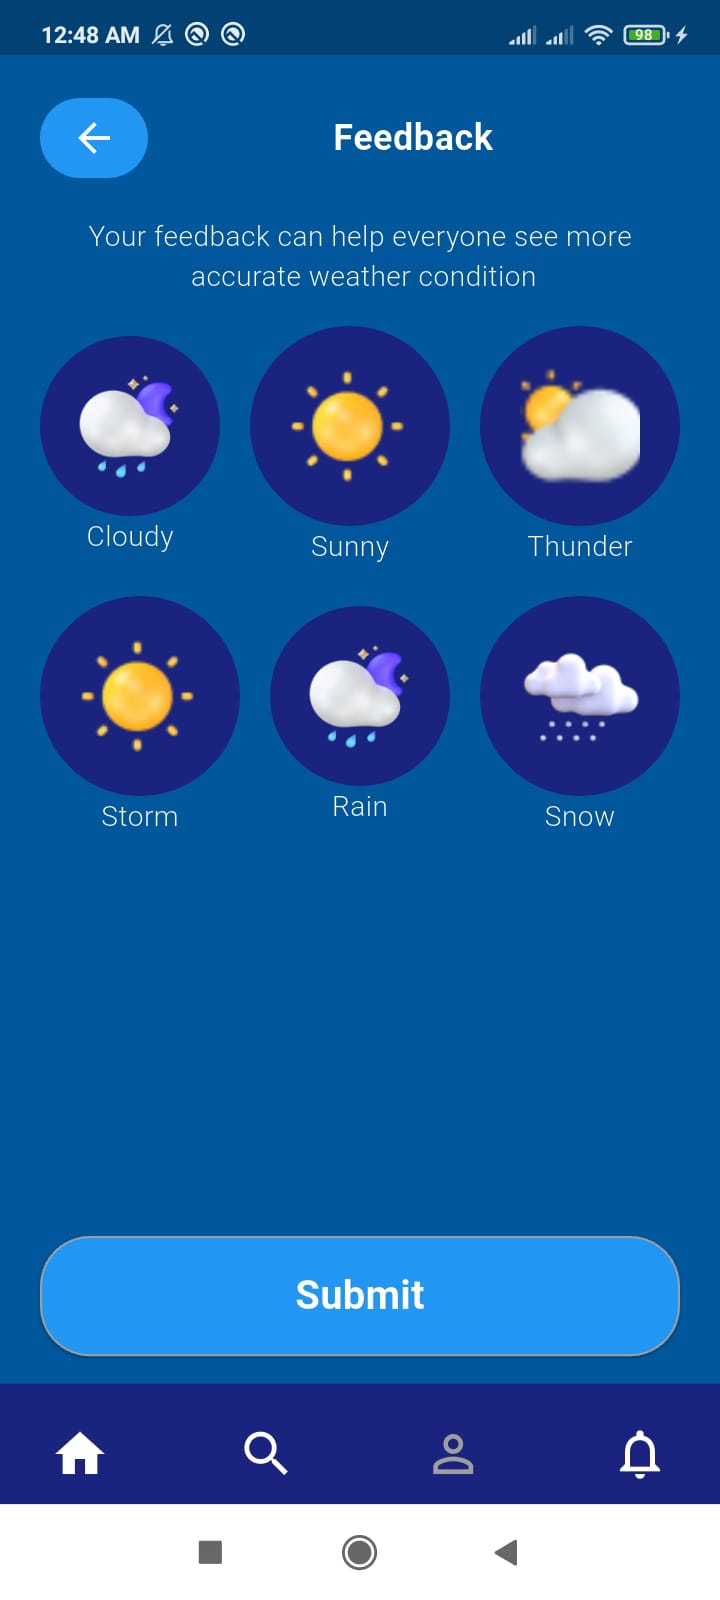 12:48 AM
98
Feedback
Your feedback can help everyone see more
accurate weather condition
Cloudy
Sunny
Thunder
Storm
Rain
Snow
Submit